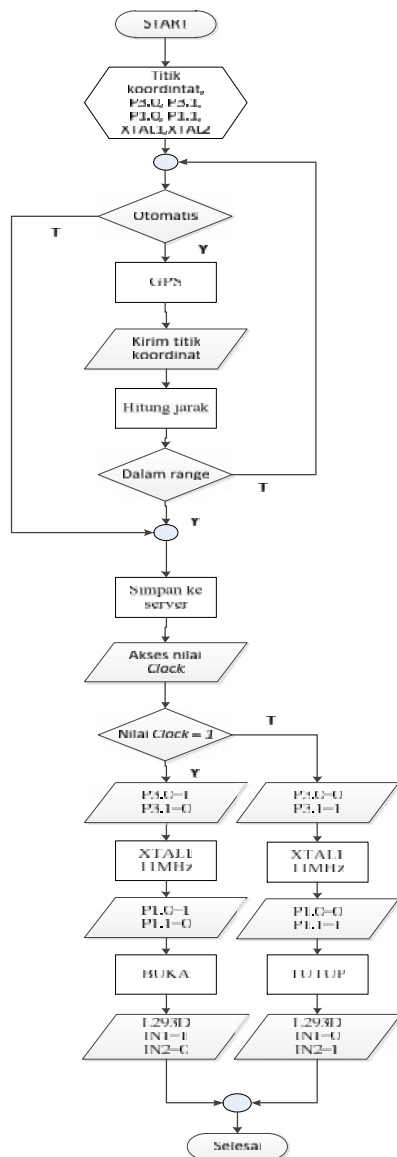 START
Titik
koordintat,
P3.0, P3.1,
P1.0, P1.1,
XTAL1,XTAL2
Otomatis
T
Y
GPS
Kirim titik
koordinat
Hitung jarak
Dalam range
T
Y
Simpan ke
server
Akses nilai
Clock
Nilai Clock = 1
T
Y
P3.0=1
P3.1=0
P3.0=0
P3.1=1
XTAL1
11MHz
XTAL1
11MHz
P1.0=1
P1.1=0
P1.0=0
P1.1=1
BUKA
TUTUP
L293D
IN1=1
IN2=0
L293D
IN1=0
IN2=1
Selesai